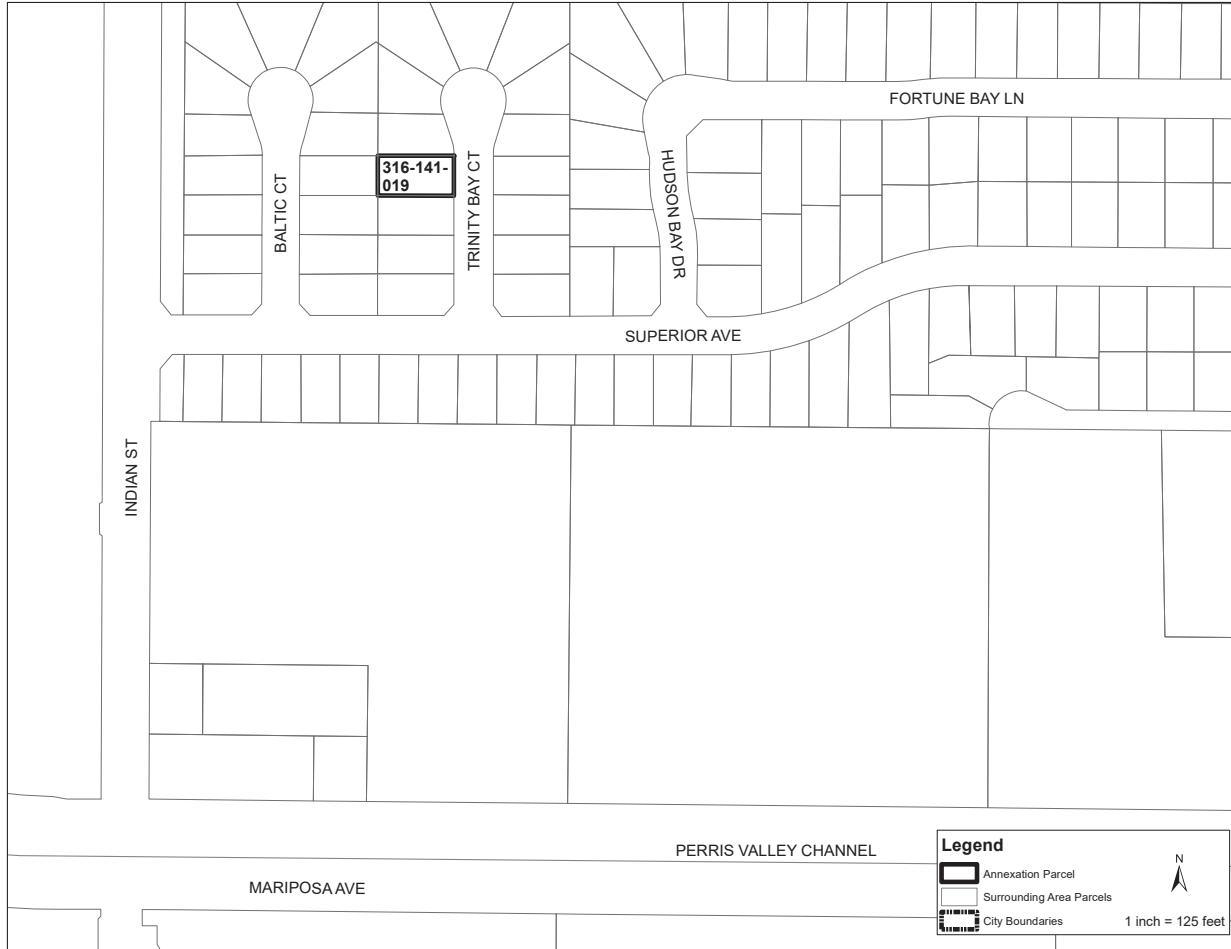 FORTUNE BAY LN
316-141-
019
BALTIC CT
TRINITY BAY CT
HUDSON BAY DR
SUPERIOR AVE
INDIAN ST
PERRIS VALLEY CHANNEL
MARIPOSA AVE
Legend
Annexation Parcel
Surrounding Area Parcels
City Boundaries
N
1 inch = 125 feet